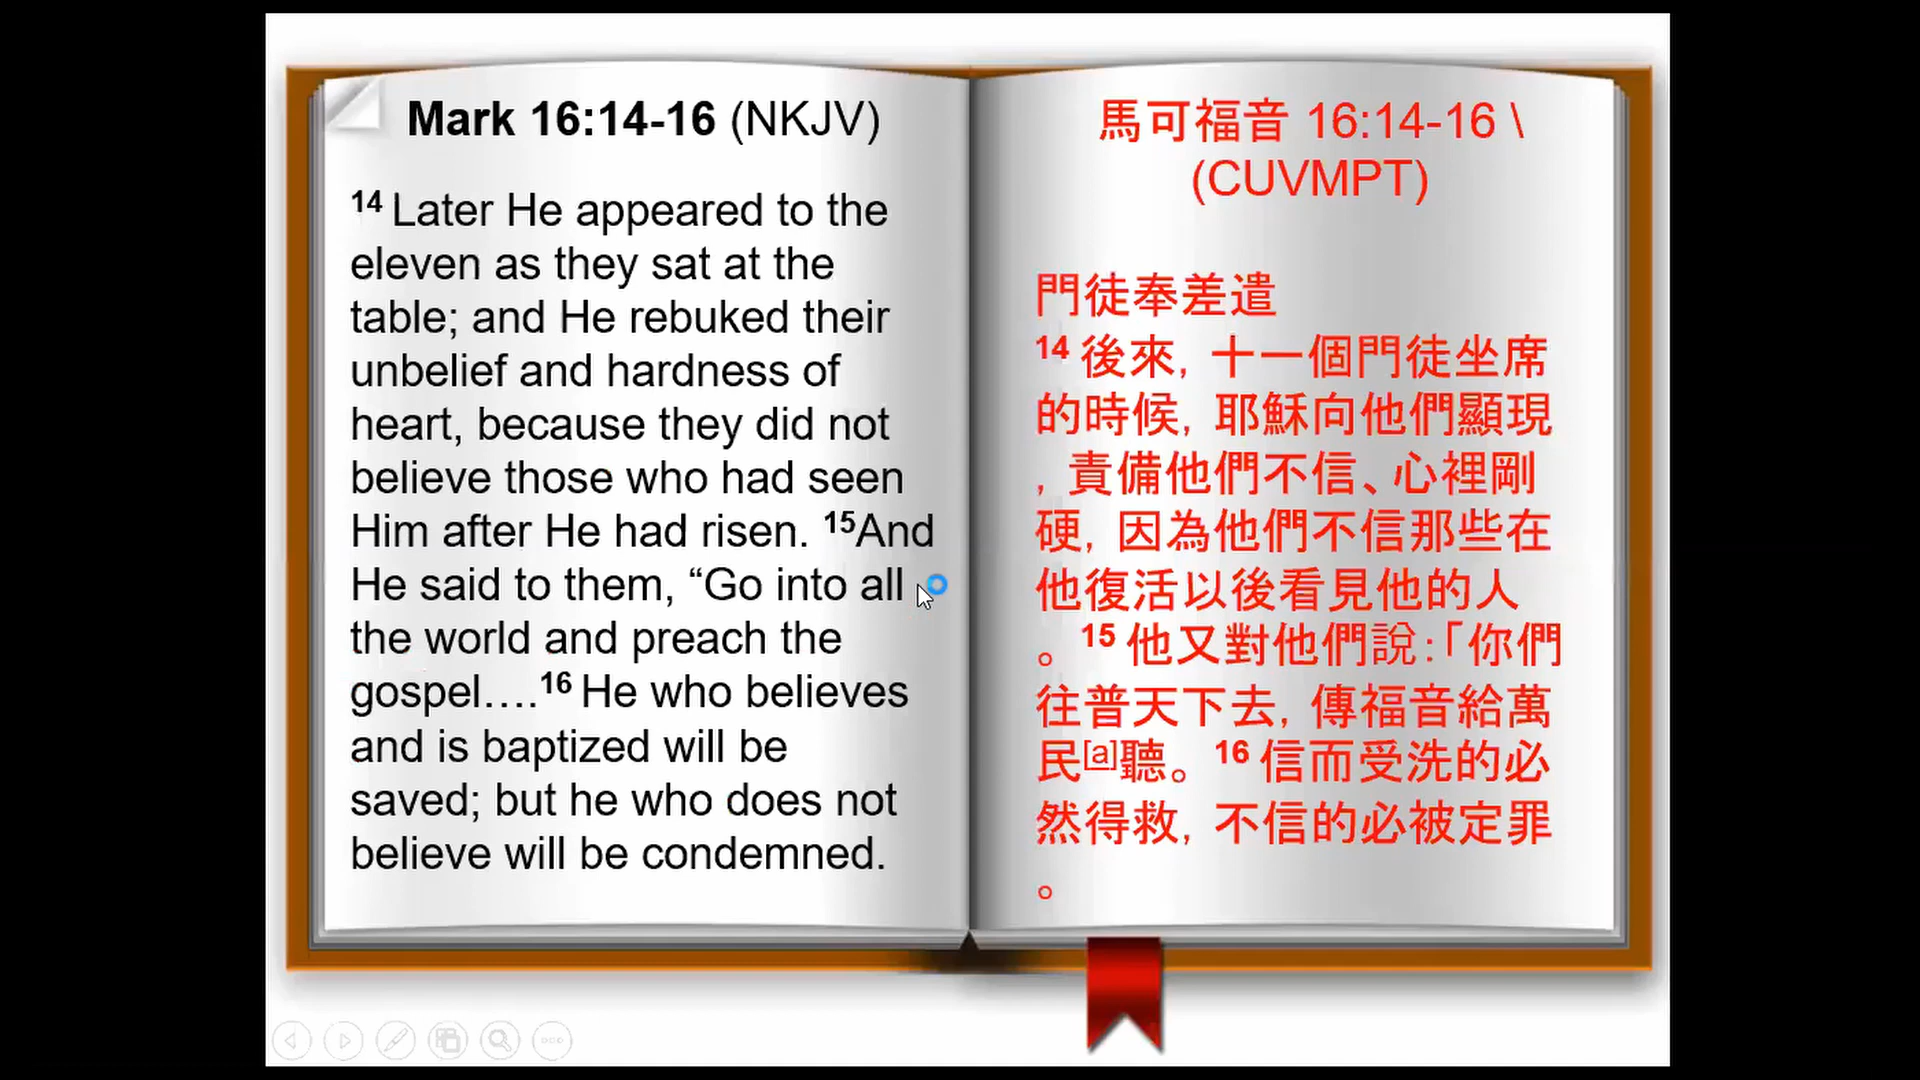 Mark 16:14-16 (NKJV)
14 Later He appeared to the
eleven as they sat at the
table; and He rebuked their
unbelief and hardness of
heart, because they did not
believe those who had seen
Him after He had risen. 15And
He said to them, “Go into all
the world and preach the
gospel….16 He who believes
and is baptized will be
saved; but he who does not
believe will be condemned.
馬可福音 16:14-16 \
(CUVMPT)
門徒奉差遣
14 後來，十一個門徒坐席
的時候，耶穌向他們顯現
，責備他們不信、心裡剛
硬，因為他們不信那些在
他復活以後看見他的人
。15 他又對他們說：「你們
往普天下去，傳福音給萬
民[a]聽。16 信而受洗的必
然得救，不信的必被定罪
。